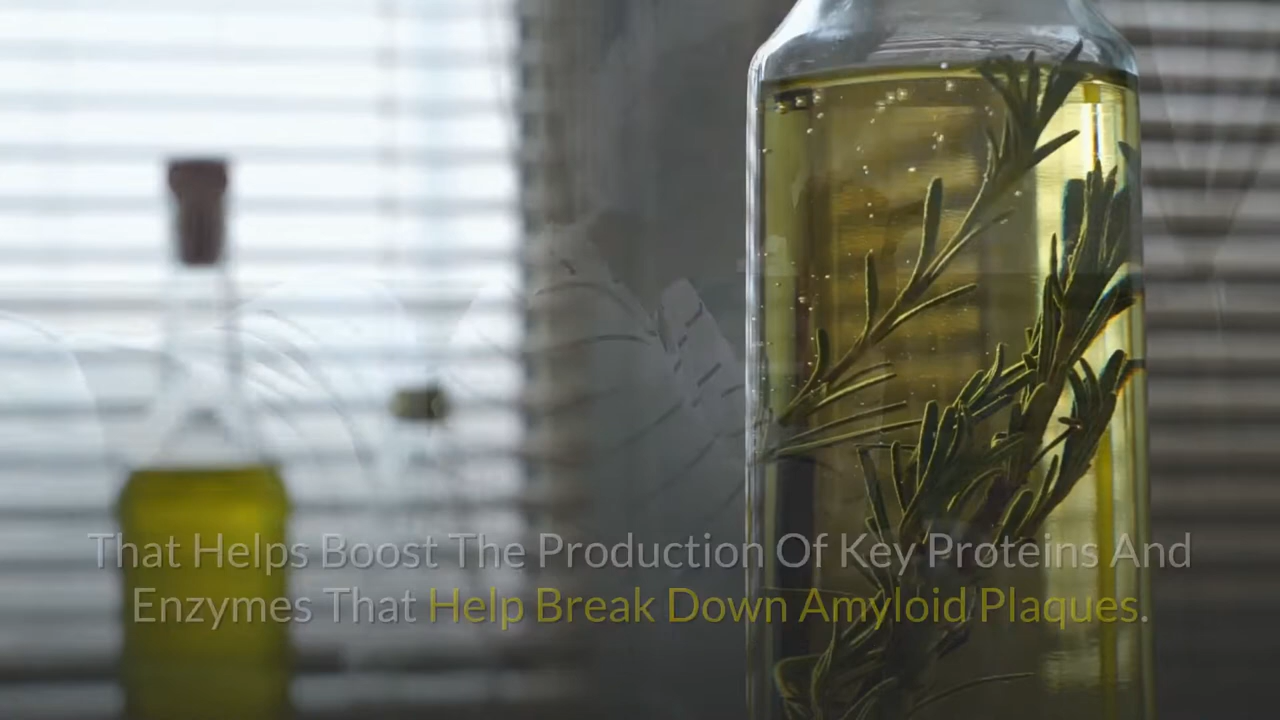 That Helps Boost The Production Of Key Proteins And
Enzymes That Help Break Down Amyloid Plaques.